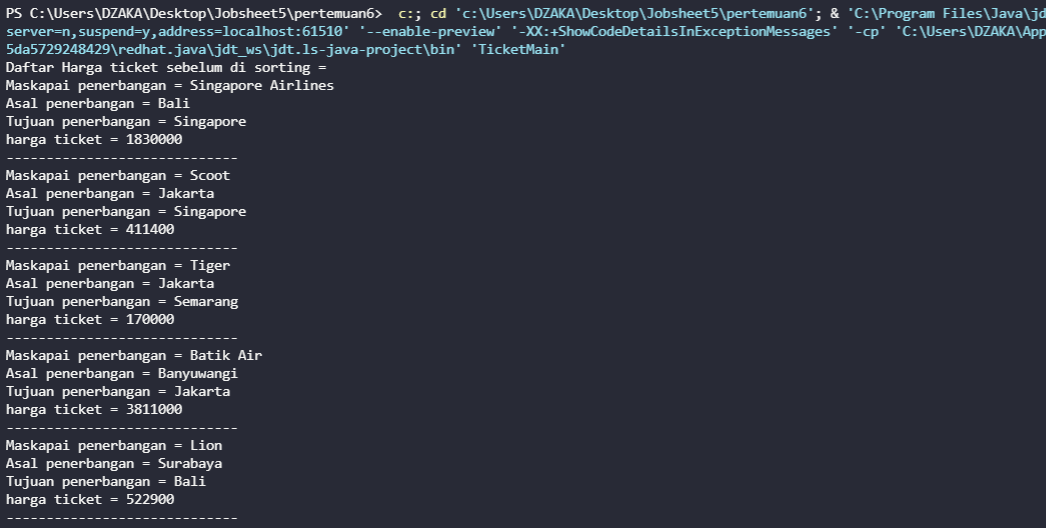 PS C:\Users\DZAKA\Desktop\Jobsheet5\pertemuan6>  c:; cd 'c:\Users\DZAKA\Desktop\Jobsheet5\pertemuan6'; & 'C:\Program Files\Java\jd
server=n,suspend=y,address=localhost:61510' '--enable-preview' '-XX:+ShowCodeDetailsInExceptionMessages' '-cp' 'C:\Users\DZAKA\App
5da5729248429\redhat.java\jdt_ws\jdt.ls-java-project\bin' 'TicketMain'
Daftar Harga ticket sebelum di sorting =
Maskapai penerbangan = Singapore Airlines
Asal penerbangan = Bali
Tujuan penerbangan = Singapore
harga ticket = 1830000
-----------------------------
Maskapai penerbangan = Scoot
Asal penerbangan = Jakarta
Tujuan penerbangan = Singapore
harga ticket = 411400
-----------------------------
Maskapai penerbangan = Tiger
Asal penerbangan = Jakarta
Tujuan penerbangan = Semarang
harga ticket = 170000
-----------------------------
Maskapai penerbangan = Batik Air
Asal penerbangan = Banyuwangi
Tujuan penerbangan = Jakarta
harga ticket = 3811000
-----------------------------
Maskapai penerbangan = Lion
Asal penerbangan = Surabaya
Tujuan penerbangan = Bali
harga ticket = 522900
-----------------------------